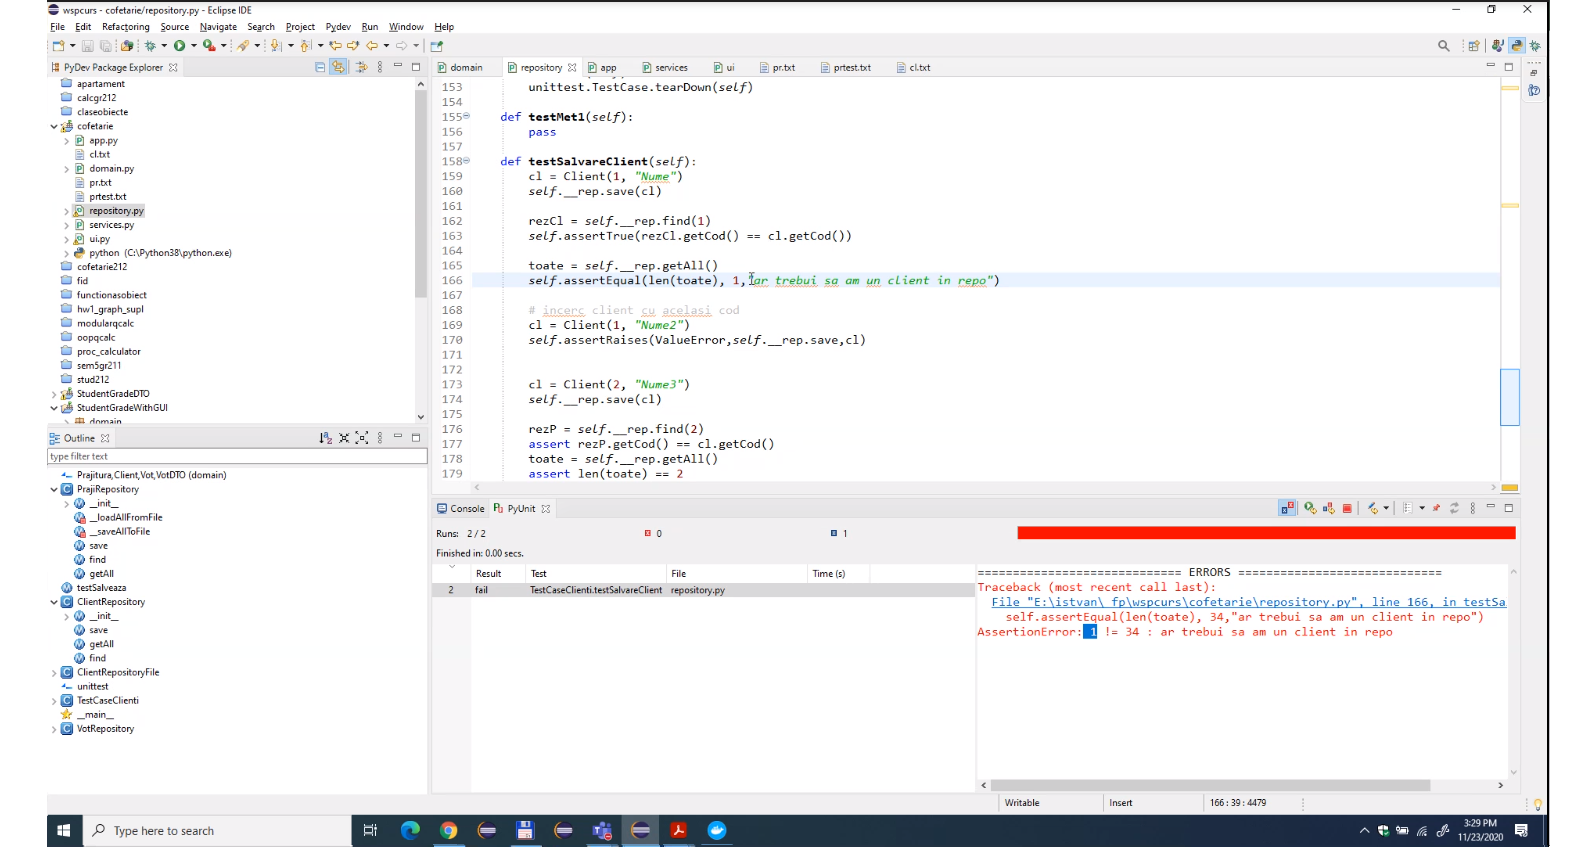 wspcurs - cofetarie/repository.py - Eclipse IDE
File Edit Refactoring Source Navigate Search Project Pydev Run Window Help
PyDev Package Explorer
domain repository app services ui pr.txt prtest.txt cl.txt
apartament
calcgr212
claseobiecte
cofetarie
app.py
cl.txt
domain.py
pr.txt
prtest.txt
repository.py
services.py
ui.py
python (C:\Python38\python.exe)
cofetarie212
fid
functionasobiect
hw1_graph_supl
modularqcalc
oopqcalc
proc_calculator
sem5gr211
stud212
StudentGradeDTO
StudentGradeWithGUI
domain
153 unittest.TestCase.tearDown(self)
154
155 def testMet1(self):
156 pass
157
158 def testSalvareClient(self):
159 cl = Client(1, "Nume")
160 self.__rep.save(cl)
161
162 rezCl = self.__rep.find(1)
163 self.assertTrue(rezCl.getCod() == cl.getCod())
164
165 toate = self.__rep.getAll()
166 self.assertEqual(len(toate), 1,"ar trebui sa am un client in repo")
167
168 # incerc client cu acelasi cod
169 cl = Client(1, "Nume2")
170 self.assertRaises(ValueError,self.__rep.save,cl)
171
172
173 cl = Client(2, "Nume3")
174 self.__rep.save(cl)
175
176 rezP = self.__rep.find(2)
177 assert rezP.getCod() == cl.getCod()
178 toate = self.__rep.getAll()
179 assert len(toate) == 2
Outline
type filter text
Prajitura,Client,Vot,VotDTO (domain)
PrajiRepository
__init__
__loadAllFromFile
__saveAllToFile
save
find
getAll
testSalveaza
ClientRepository
__init__
save
getAll
find
ClientRepositoryFile
unittest
TestCaseClienti
__main__
VotRepository
Console PyUnit
Runs: 2 / 2 0 1
Finished in: 0.00 secs.
Result Test File Time (s)
2 fail TestCaseClienti.testSalvareClient repository.py
============================= ERRORS =============================
Traceback (most recent call last):
File "E:\istvan\_fp\wspcurs\cofetarie\repository.py", line 166, in testSa
self.assertEqual(len(toate), 34,"ar trebui sa am un client in repo")
AssertionError: 1 != 34 : ar trebui sa am un client in repo
Writable Insert 166 : 39 : 4479
Type here to search
3:29 PM
11/23/2020